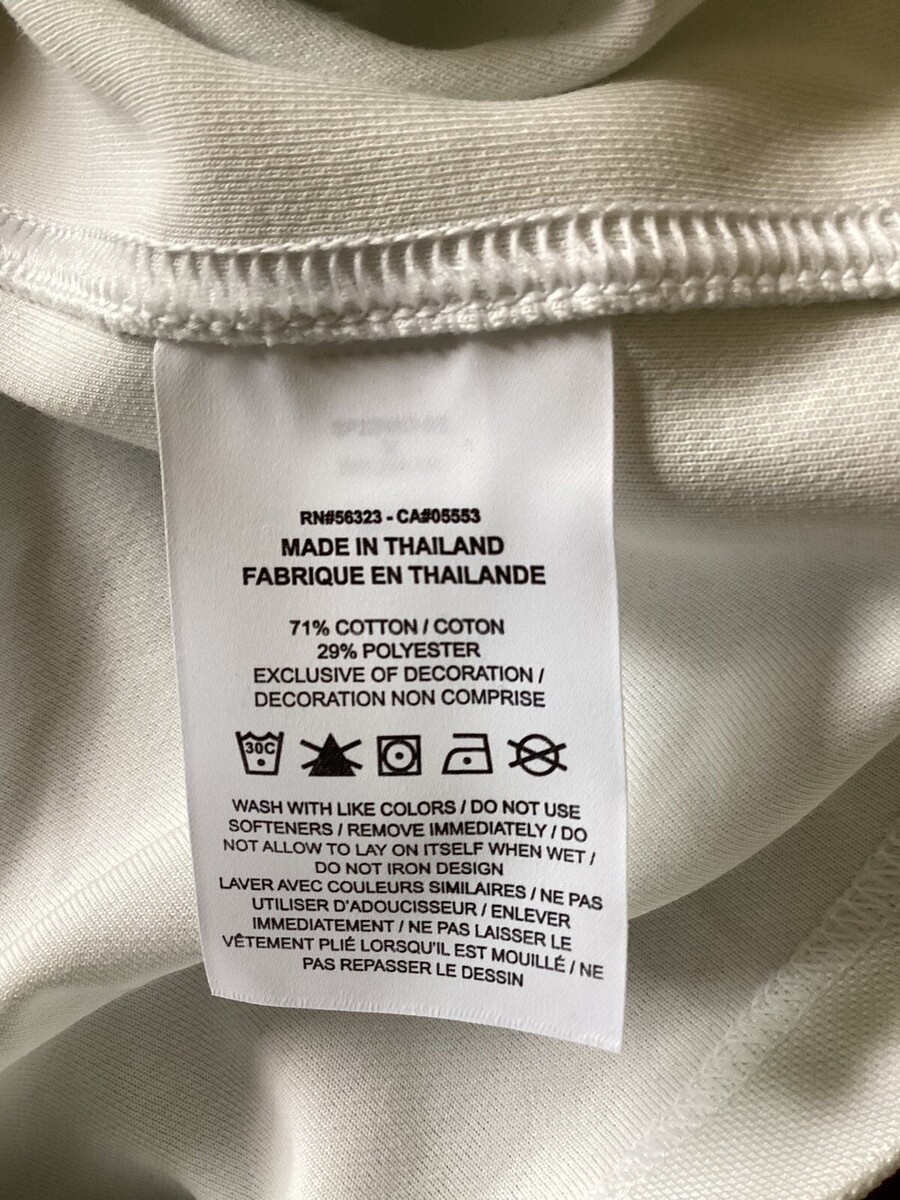 RN#56323 - CA#05553
MADE IN THAILAND
FABRIQUE EN THAILANDE
71% COTTON / COTON
29% POLYESTER
EXCLUSIVE OF DECORATION /
DECORATION NON COMPRISE
30C
WASH WITH LIKE COLORS / DO NOT USE
SOFTENERS / REMOVE IMMEDIATELY / DO
NOT ALLOW TO LAY ON ITSELF WHEN WET /
DO NOT IRON DESIGN
LAVER AVEC COULEURS SIMILAIRES / NE PAS
UTILISER D'ADOUCISSEUR / ENLEVER
IMMEDIATEMENT / NE PAS LAISSER LE
VÊTEMENT PLIÉ LORSQU'IL EST MOUILLÉ / NE
PAS REPASSER LE DESSIN